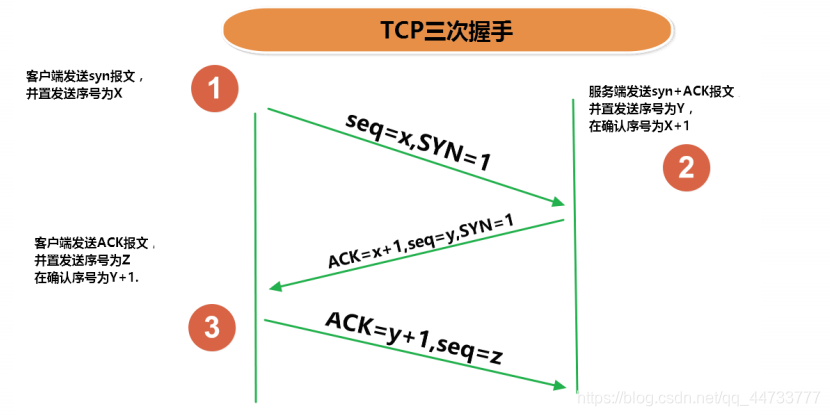 TCP三次握手
客户端发送syn报文，
并置发送序号为X
1
服务端发送syn+ACK报文
并置发送序号为Y，
在确认序号为X+1
2
seq=x,SYN=1
ACK=x+1,seq=y,SYN=1
客户端发送ACK报文，
并置发送序号为Z
在确认序号为Y+1.
3
ACK=y+1,seq=z
https://blog.csdn.net/qq_44733777